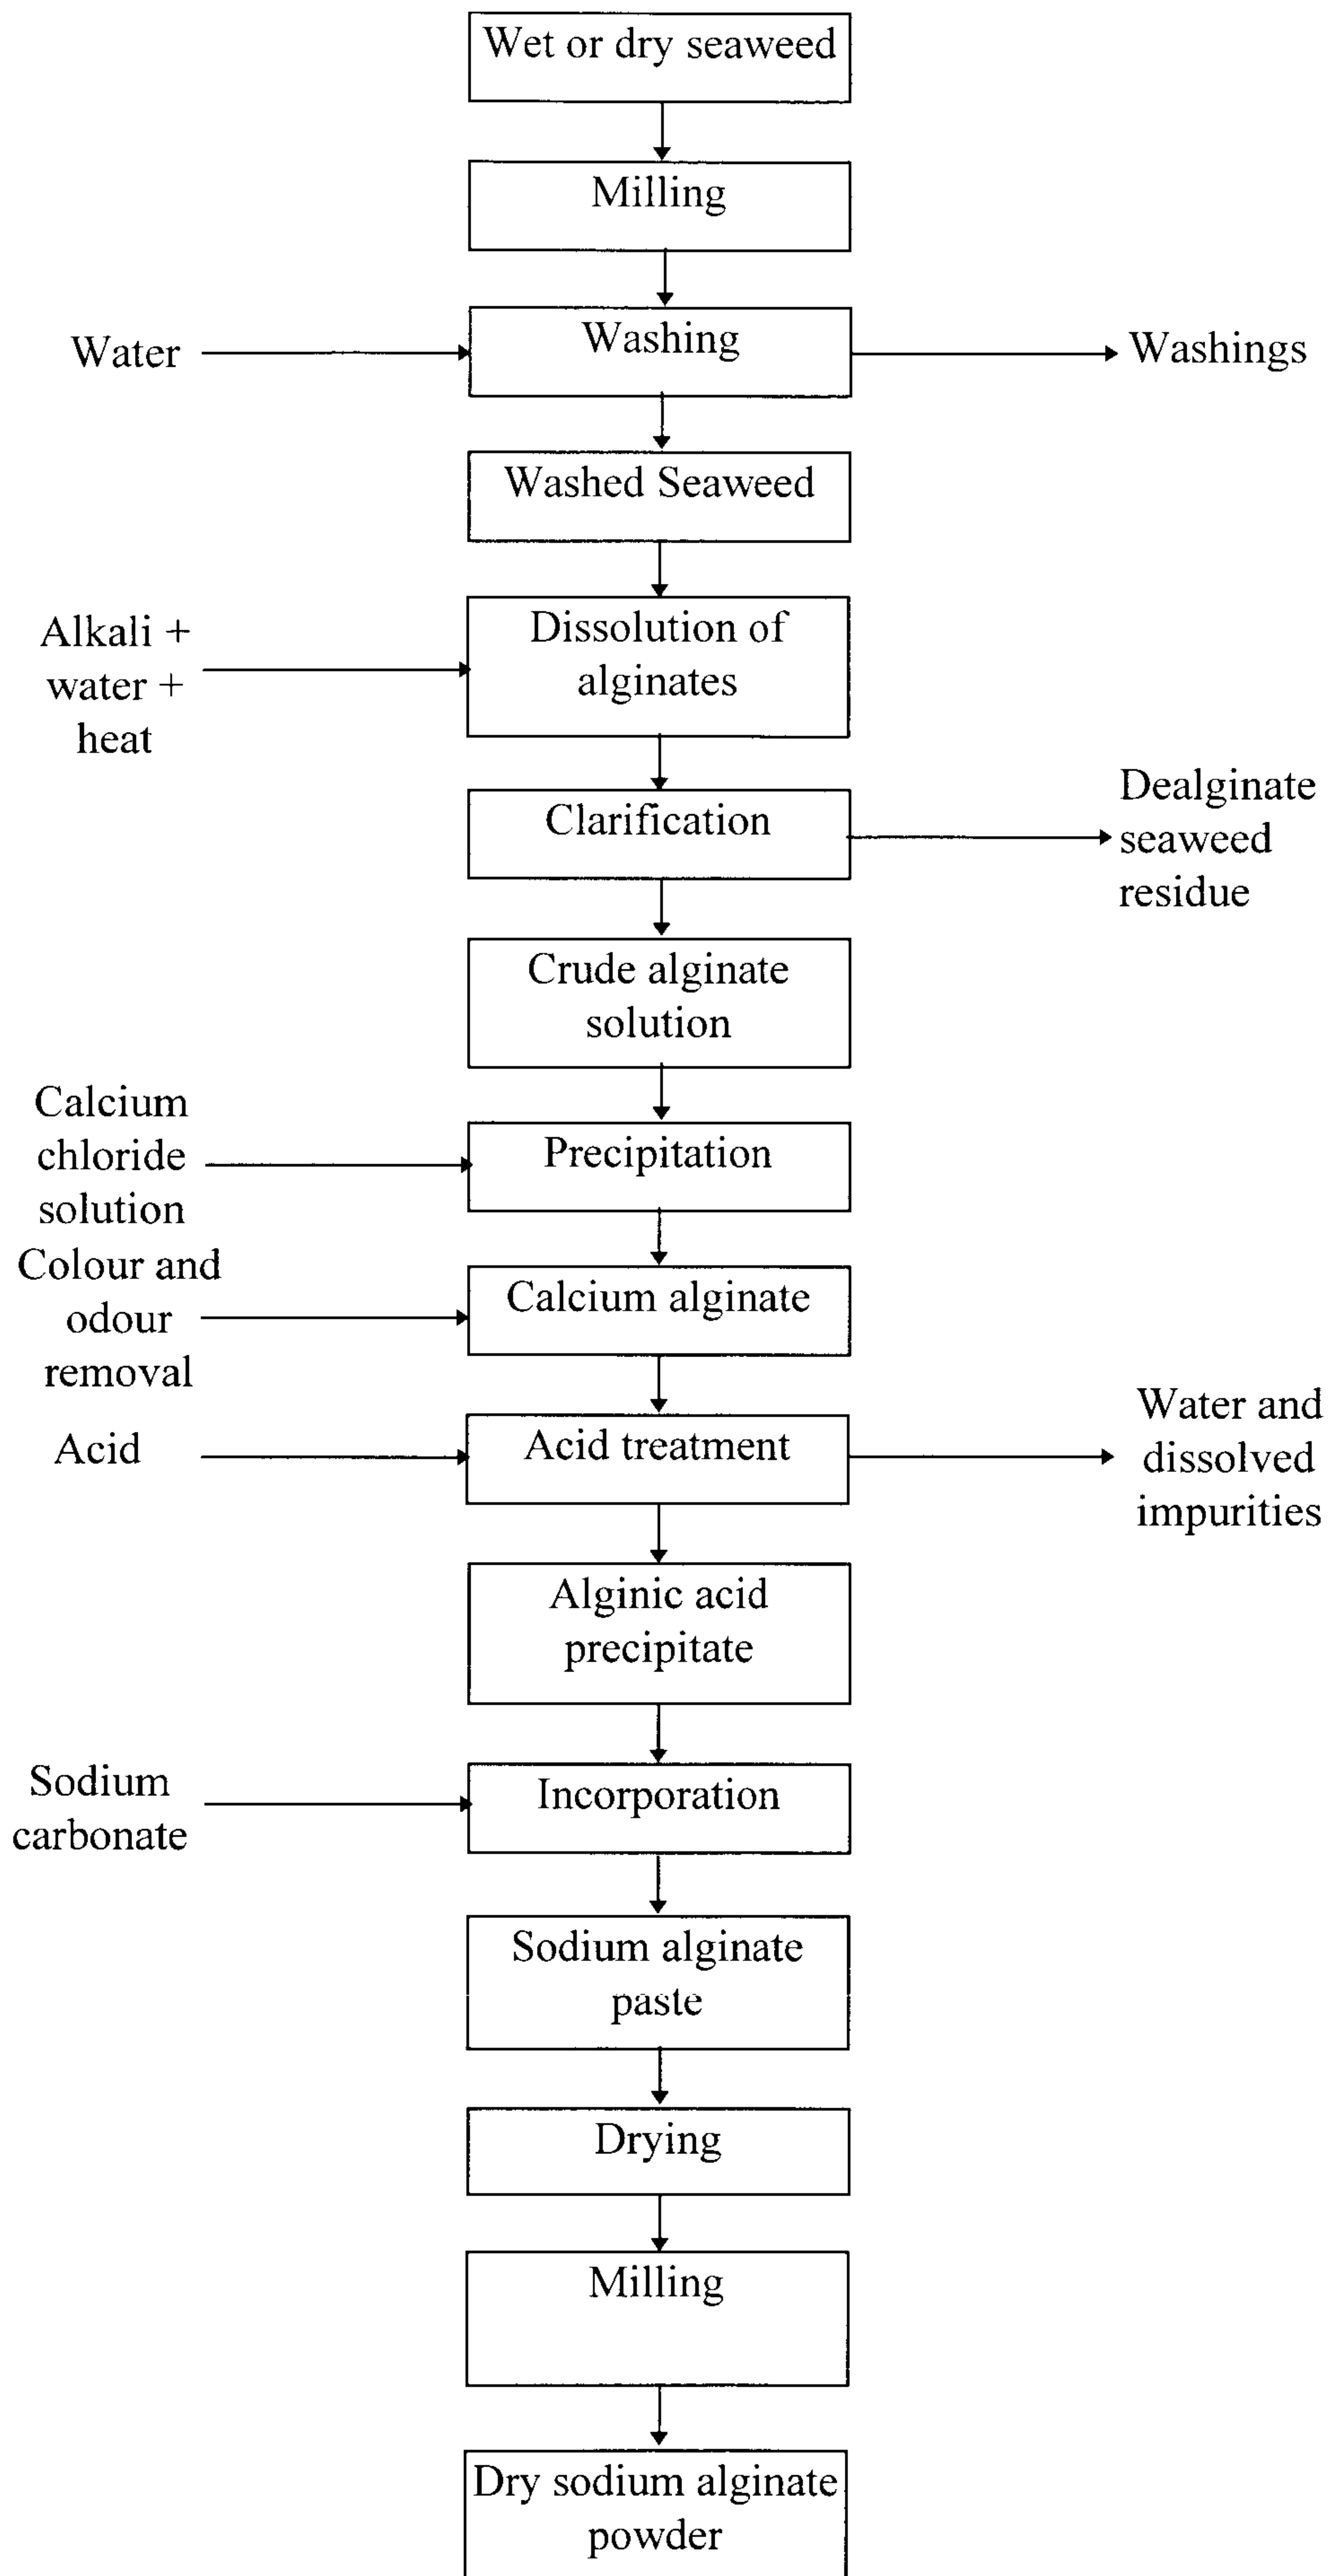 Wet or dry seaweed
Milling
Water
Washing
Washings
Washed Seaweed
Alkali +
water +
heat
Dissolution of
alginates
Clarification
Dealginate
seaweed
residue
Crude alginate
solution
Calcium
chloride
solution
Precipitation
Colour and
odour
removal
Calcium alginate
Acid
Acid treatment
Water and
dissolved
impurities
Alginic acid
precipitate
Sodium
carbonate
Incorporation
Sodium alginate
paste
Drying
Milling
Dry sodium alginate
powder